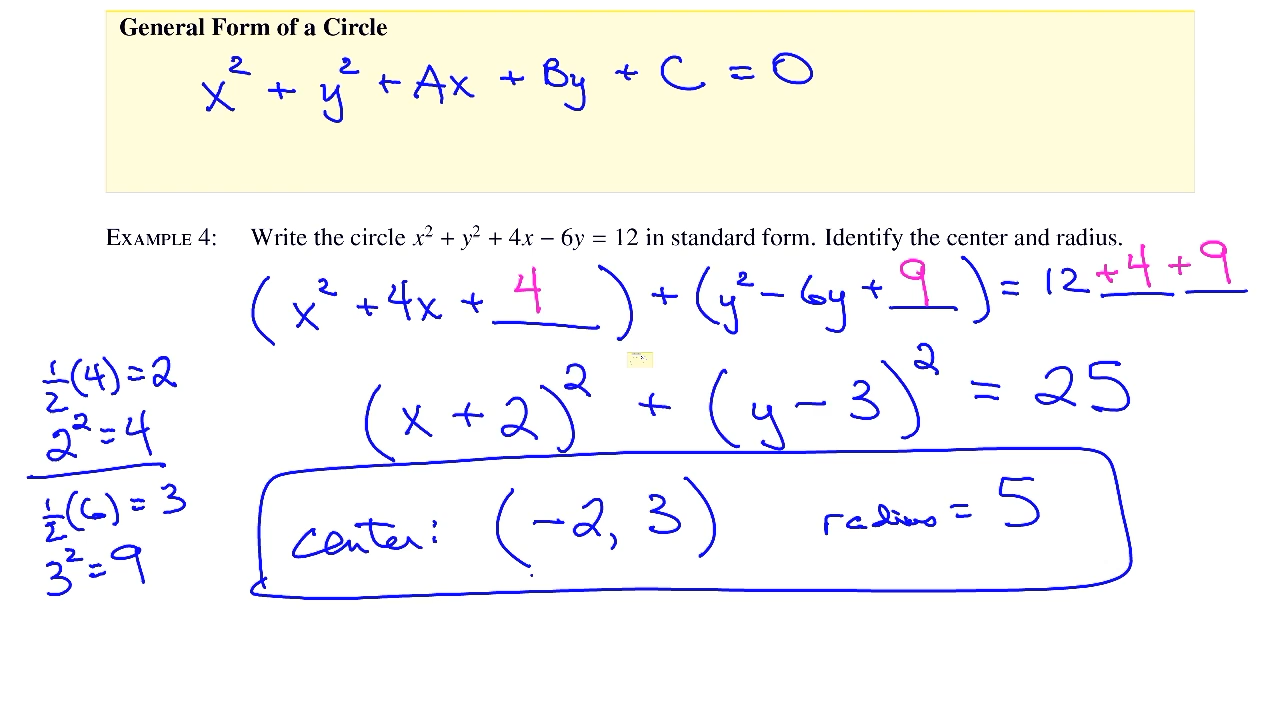 General Form of a Circle
x² + y² + Ax + By + C = 0
EXAMPLE 4: Write the circle x² + y² + 4x − 6y = 12 in standard form. Identify the center and radius.
(x² + 4x + 4) + (y² − 6y + 9) = 12 + 4 + 9
½(4) = 2
2² = 4
(x + 2)² + (y − 3)² = 25
½(6) = 3
3² = 9
center: (−2, 3) radius = 5